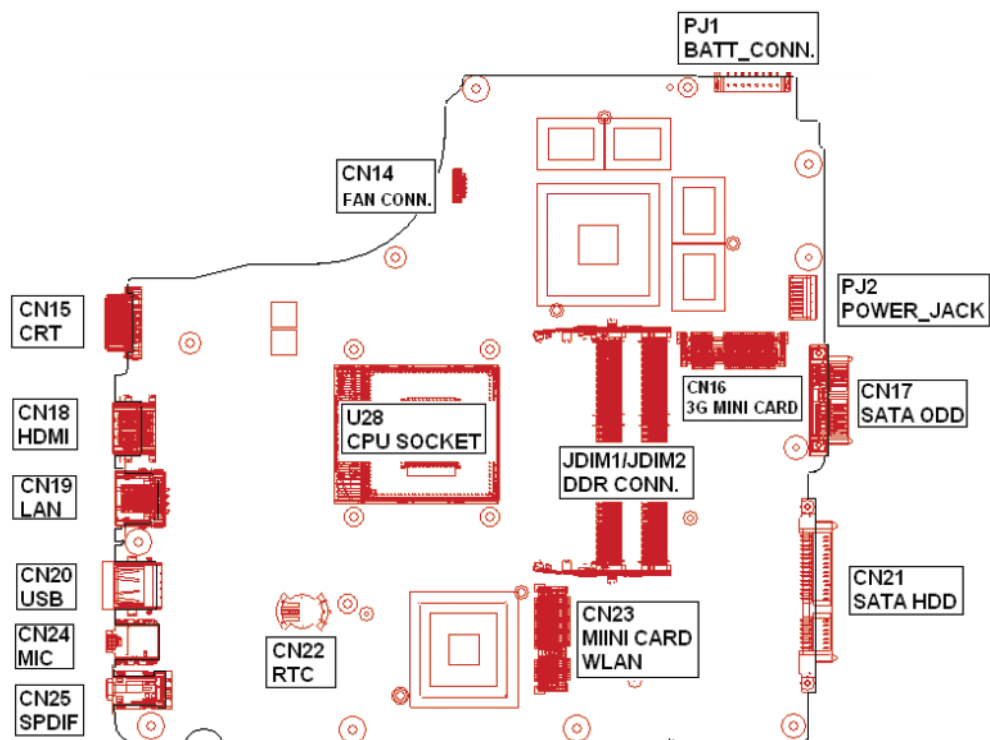 PJ1
BATT_CONN.
CN14
FAN CONN.
CN15
CRT
PJ2
POWER_JACK
CN16
3G MINI CARD
CN17
SATA ODD
CN18
HDMI
U28
CPU SOCKET
JDIM1/JDIM2
DDR CONN.
CN19
LAN
CN20
USB
CN21
SATA HDD
CN23
MIINI CARD
WLAN
CN24
MIC
CN22
RTC
CN25
SPDIF